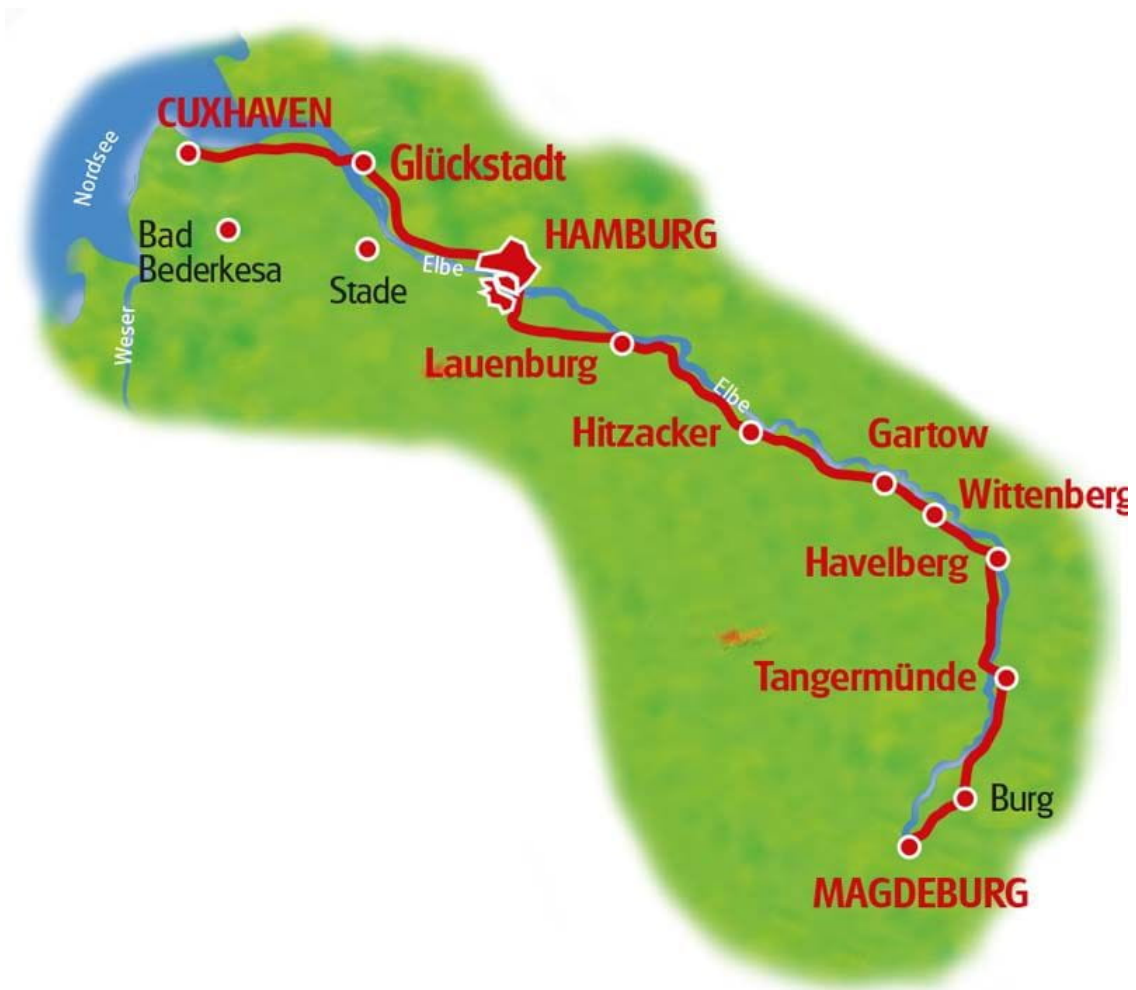 CUXHAVEN
Nordsee
Glückstadt
HAMBURG
Bad
Bederkesa
Elbe
Stade
Weser
Lauenburg
Elbe
Hitzacker
Gartow
Wittenberg
Havelberg
Tangermünde
Burg
MAGDEBURG